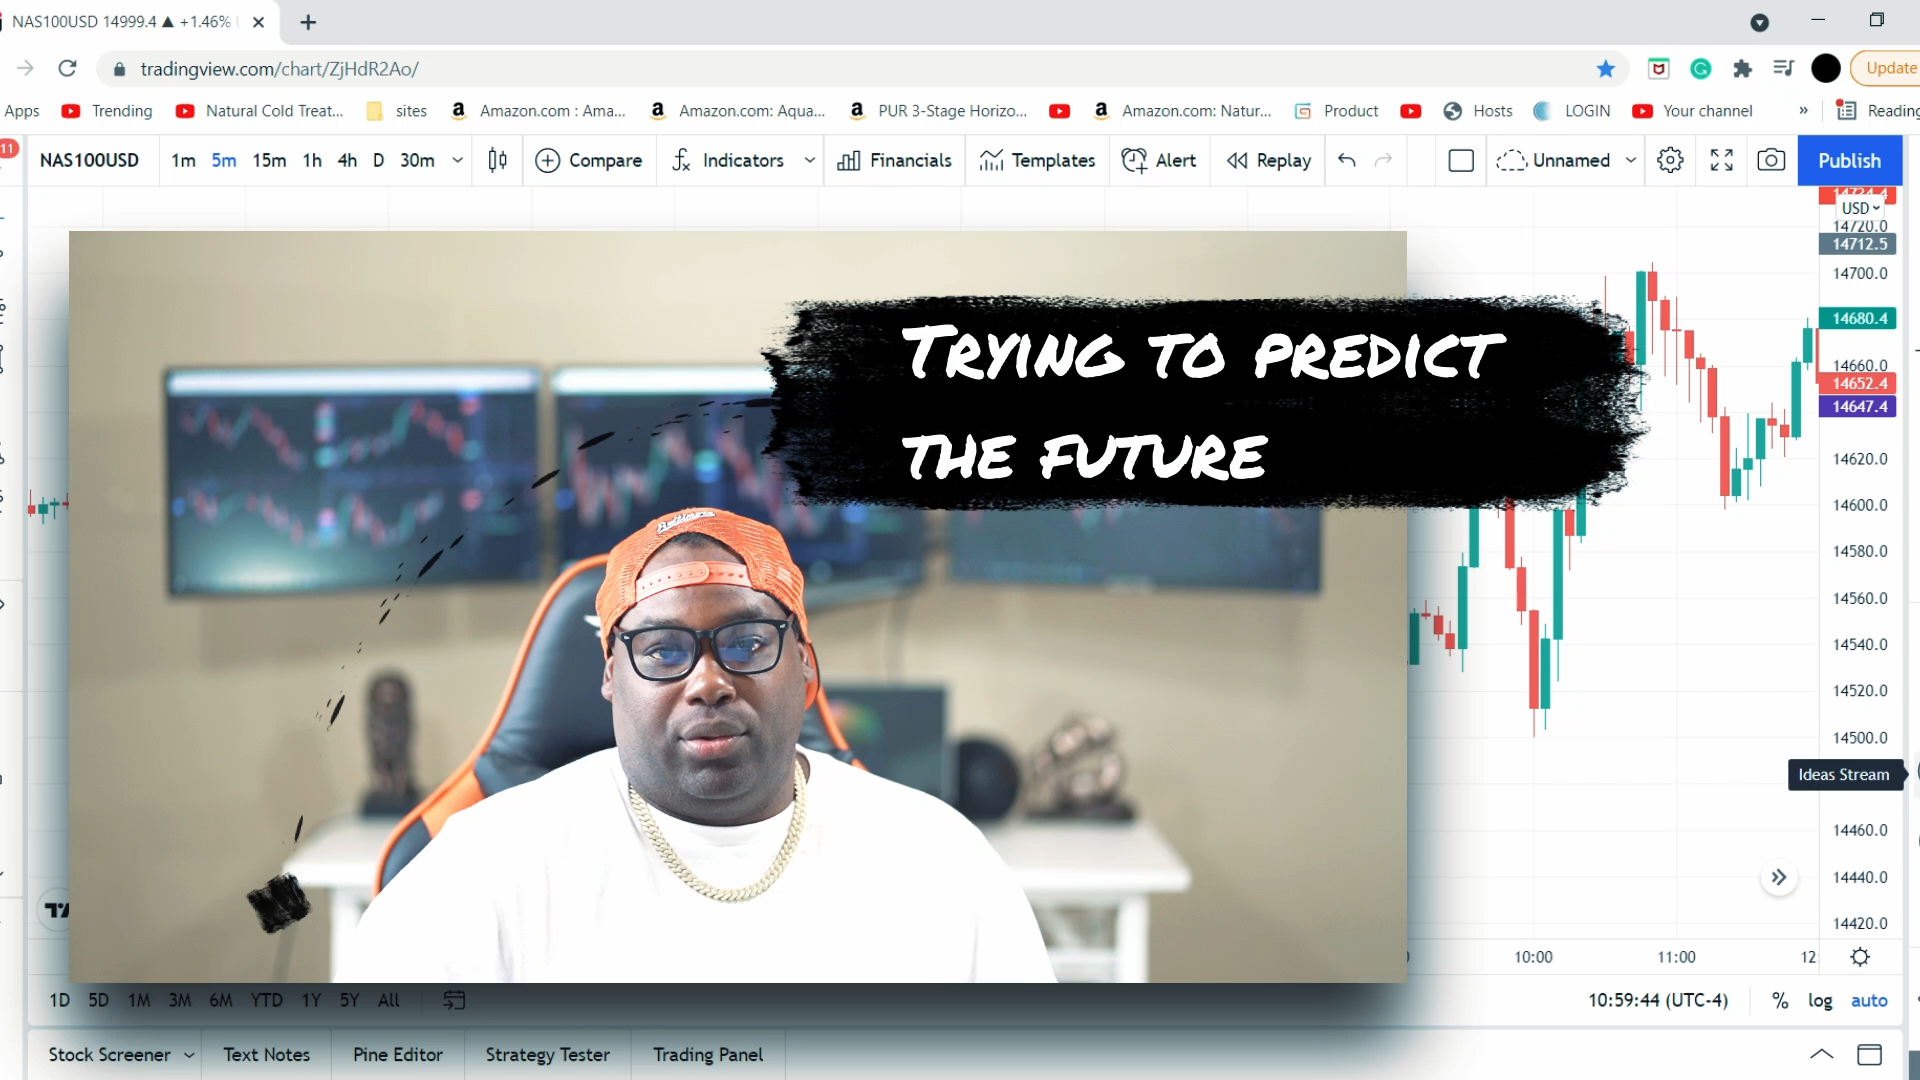 NAS100USD 14999.4 ▲ +1.46%
tradingview.com/chart/ZjHdR2Ao/
Update
Apps Trending Natural Cold Treat... sites Amazon.com : Ama... Amazon.com: Aqua... PUR 3-Stage Horizo... Amazon.com: Natur... Product Hosts LOGIN Your channel » Reading
11
NAS100USD 1m 5m 15m 1h 4h D 30m Compare Indicators Financials Templates Alert Replay Unnamed Publish
14724.4
USD
14720.0
14712.5
14700.0
14680.4
14660.0
14652.4
14647.4
14620.0
14600.0
14580.0
14560.0
14540.0
14520.0
14500.0
Ideas Stream
14460.0
14440.0
14420.0
TRYING TO PREDICT
THE FUTURE
Baltimore
10:00 11:00 12:
1D 5D 1M 3M 6M YTD 1Y 5Y All
10:59:44 (UTC-4) % log auto
Stock Screener Text Notes Pine Editor Strategy Tester Trading Panel